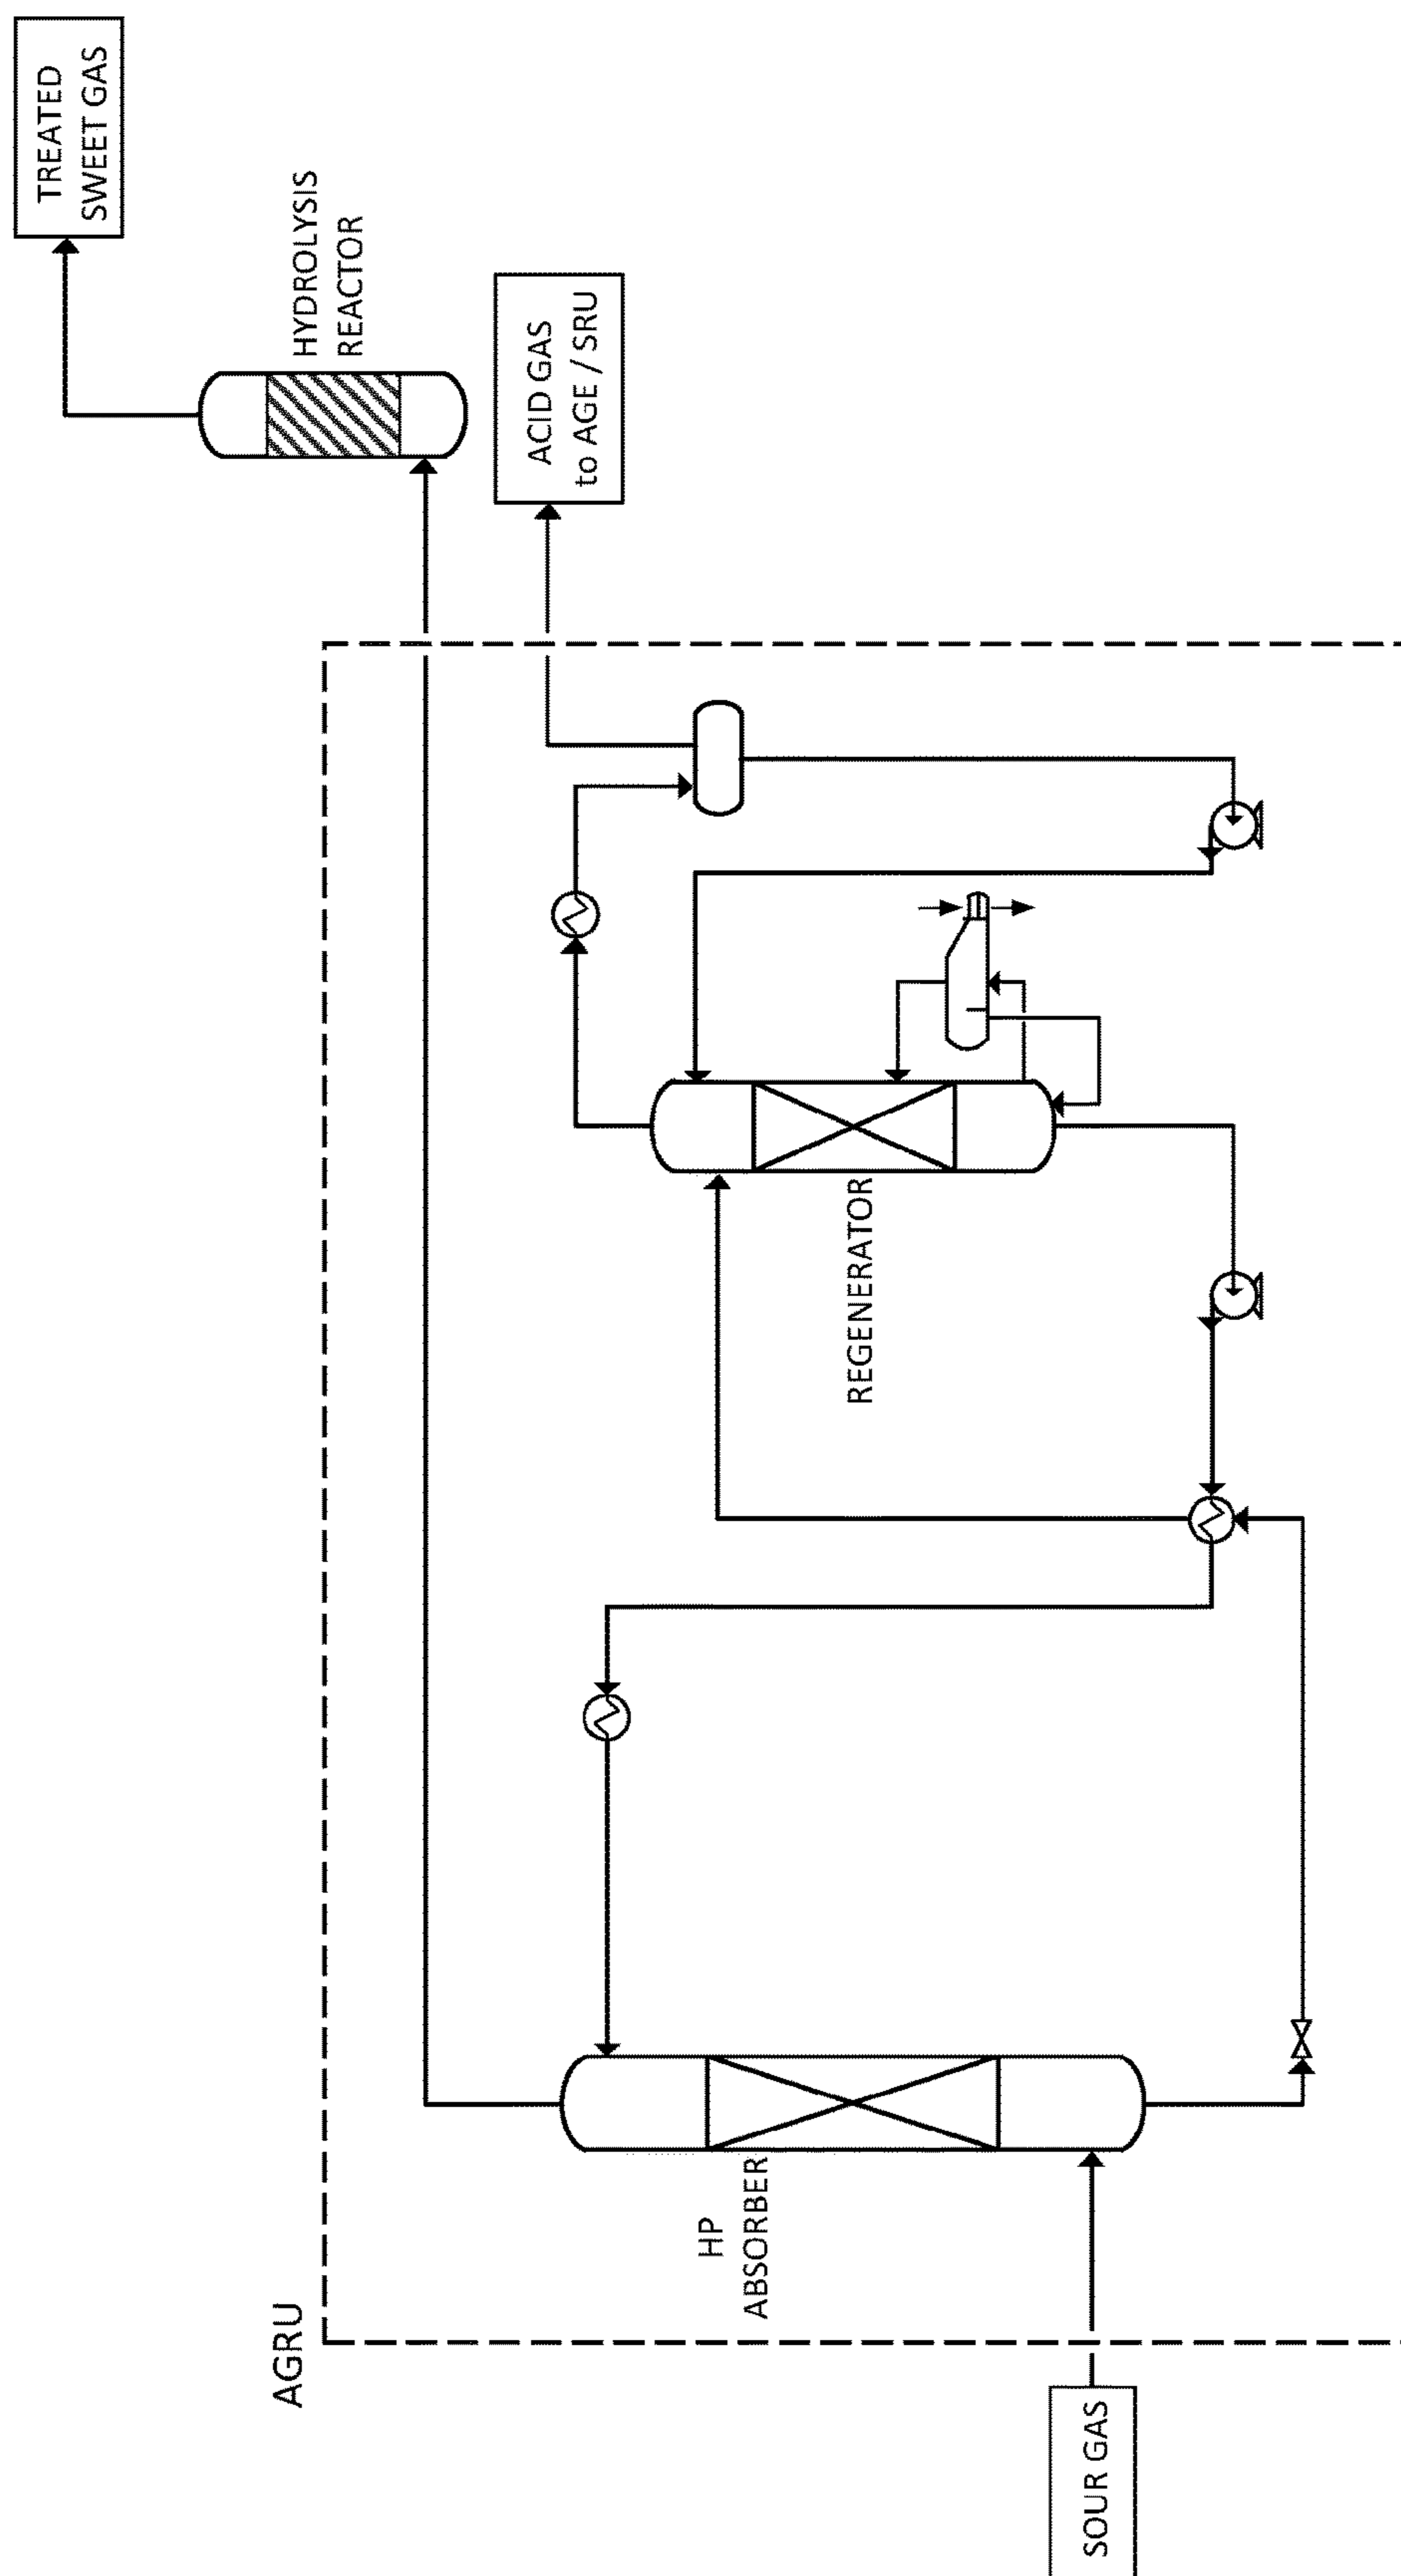 AGRU
SOUR GAS
HP
ABSORBER
REGENERATOR
ACID GAS
to AGE / SRU
HYDROLYSIS
REACTOR
TREATED
SWEET GAS